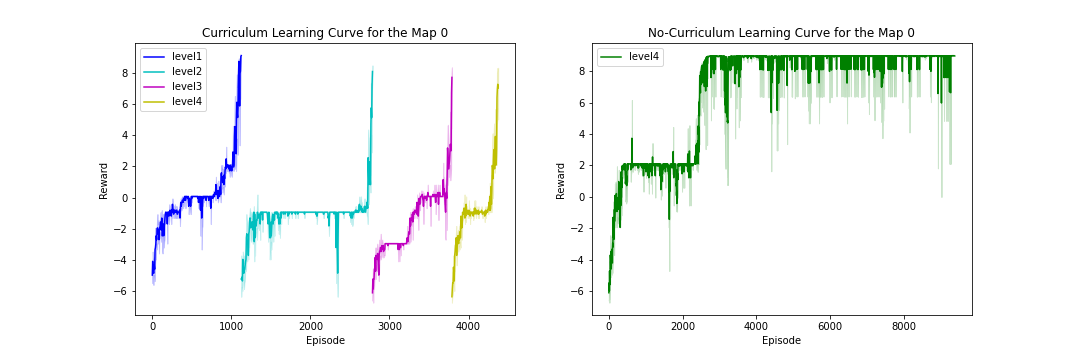 Curriculum Learning Curve for the Map 0
level1
level2
level3
level4
8
6
4
2
0
−2
−4
−6
Reward
0 1000 2000 3000 4000
Episode
No-Curriculum Learning Curve for the Map 0
level4
8
6
4
2
0
−2
−4
−6
Reward
0 2000 4000 6000 8000
Episode